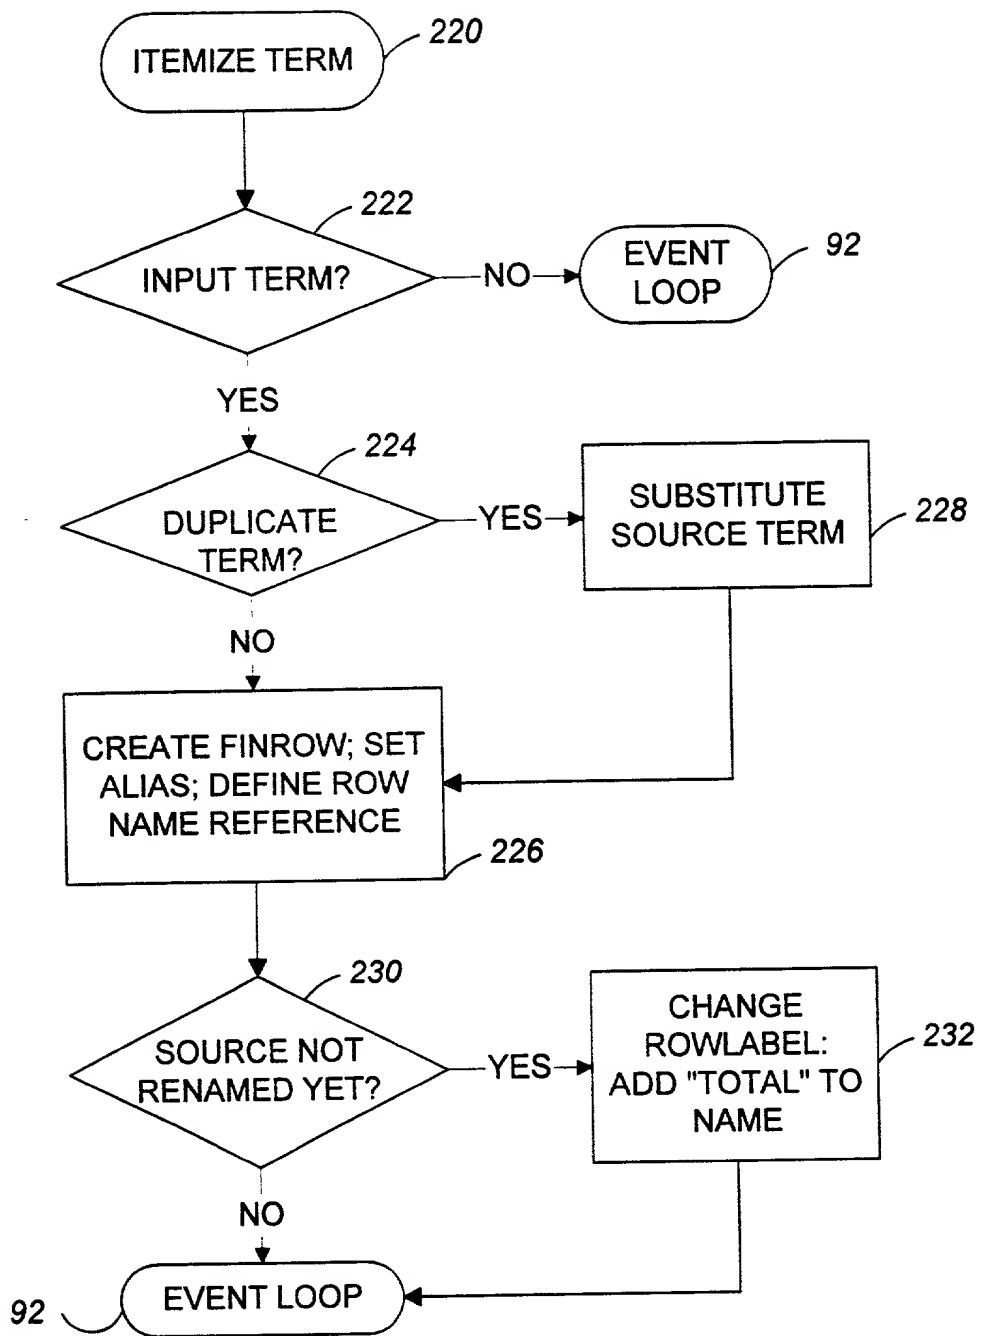 ITEMIZE TERM
220
222
INPUT TERM?
NO
EVENT
LOOP
92
YES
224
DUPLICATE
TERM?
YES
SUBSTITUTE
SOURCE TERM
228
NO
CREATE FINROW; SET
ALIAS; DEFINE ROW
NAME REFERENCE
226
230
SOURCE NOT
RENAMED YET?
YES
CHANGE
ROWLABEL:
ADD "TOTAL" TO
NAME
232
NO
EVENT LOOP
92